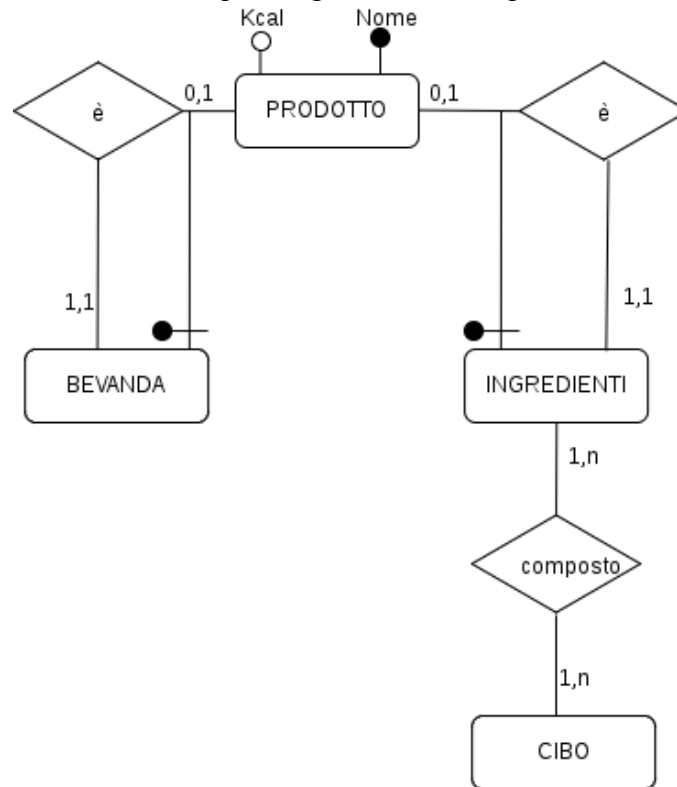 Kcal Nome
0,1 0,1
è PRODOTTO è
1,1 1,1
BEVANDA INGREDIENTI
1,n
composto
1,n
CIBO